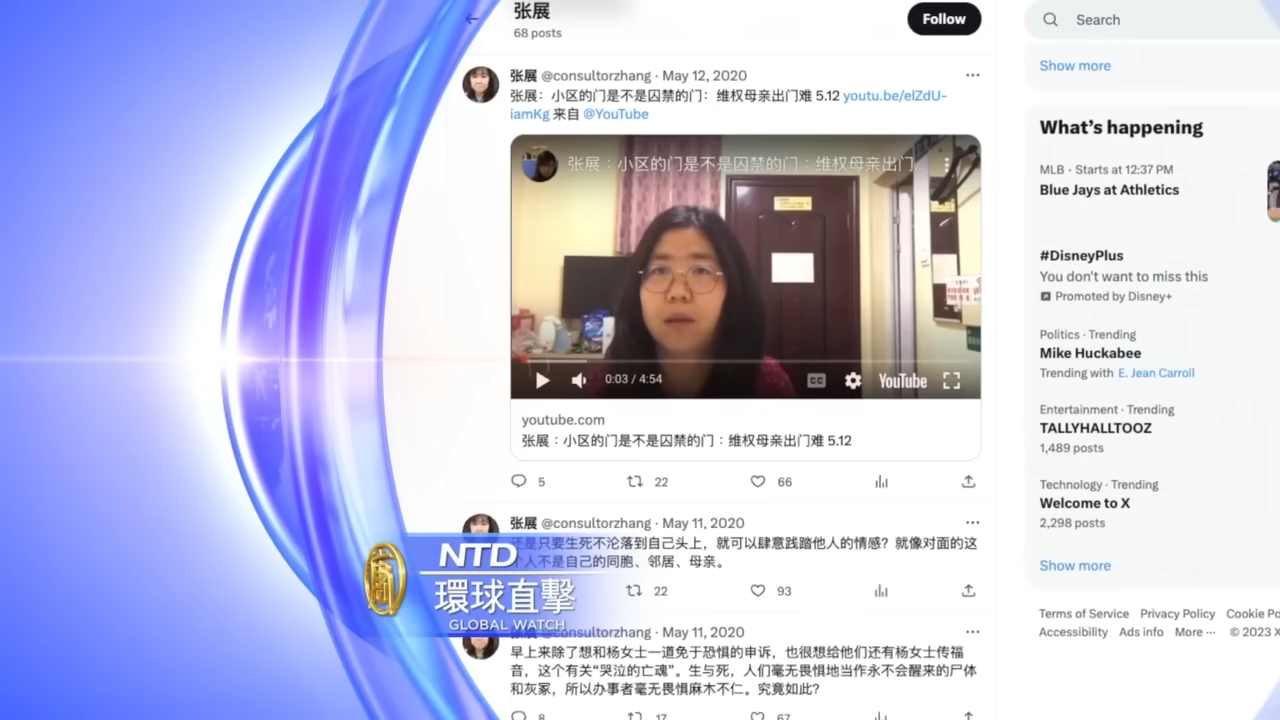 张展
68 posts
Follow
Search
Show more
张展 @consultorzhang · May 12, 2020
张展：小区的门是不是囚禁的门：维权母亲出门难 5.12 youtu.be/elZdU-
iamKg 来自 @YouTube
张展：小区的门是不是囚禁的门：维权母亲出门...
0:03 / 4:54
CC
YouTube
youtube.com
张展：小区的门是不是囚禁的门：维权母亲出门难 5.12
5
22
66
张展 @consultorzhang · May 11, 2020
还是只要生死不沦落到自己头上，就可以肆意践踏他人的情感？就像对面的这
个人不是自己的同胞、邻居、母亲。
22
93
张展 @consultorzhang · May 11, 2020
早上来除了想和杨女士一道免于恐惧的申诉，也很想给他们还有杨女士传福
音，这个有关“哭泣的亡魂”。生与死，人们毫无畏惧地当作永不会醒来的尸体
和灰冢，所以办事者毫无畏惧麻木不仁。究竟如此？
8
17
67
What's happening
MLB · Starts at 12:37 PM
Blue Jays at Athletics
#DisneyPlus
You don't want to miss this
Promoted by Disney+
Politics · Trending
Mike Huckabee
Trending with E. Jean Carroll
Entertainment · Trending
TALLYHALLTOOZ
1,489 posts
Technology · Trending
Welcome to X
2,298 posts
Show more
Terms of Service Privacy Policy Cookie Po
Accessibility Ads info More ··· © 2023 X
NTD
環球直擊
GLOBAL WATCH